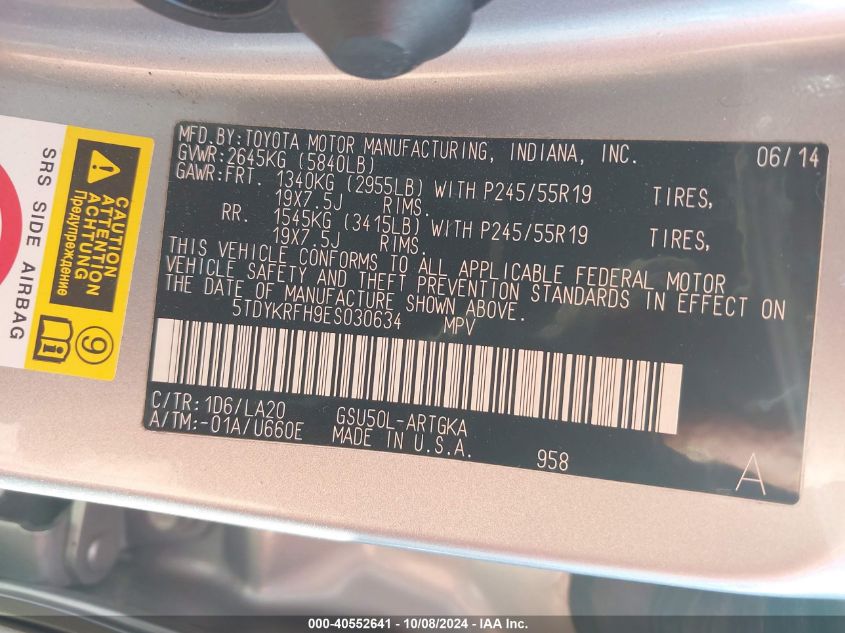 SRS SIDE AIRBAG
CAUTION
ATTENTION
ACHTUNG
Предупреждение
9
MFD. BY: TOYOTA MOTOR MANUFACTURING, INDIANA, INC. 06/14
GVWR: 2645KG (5840LB)
GAWR: FRT. 1340KG (2955LB) WITH P245/55R19 TIRES,
19X7.5J RIMS.
RR. 1545KG (3415LB) WITH P245/55R19 TIRES,
19X7.5J RIMS.
THIS VEHICLE CONFORMS TO ALL APPLICABLE FEDERAL MOTOR
VEHICLE SAFETY AND THEFT PREVENTION STANDARDS IN EFFECT ON
THE DATE OF MANUFACTURE SHOWN ABOVE.
5TDYKRFH9ES030634 MPV
C/TR: 1D6/LA20 GSU50L-ARTGKA
A/TM: -01A/U660E MADE IN U.S.A. 958 A
000-40552641 - 10/08/2024 - IAA Inc.